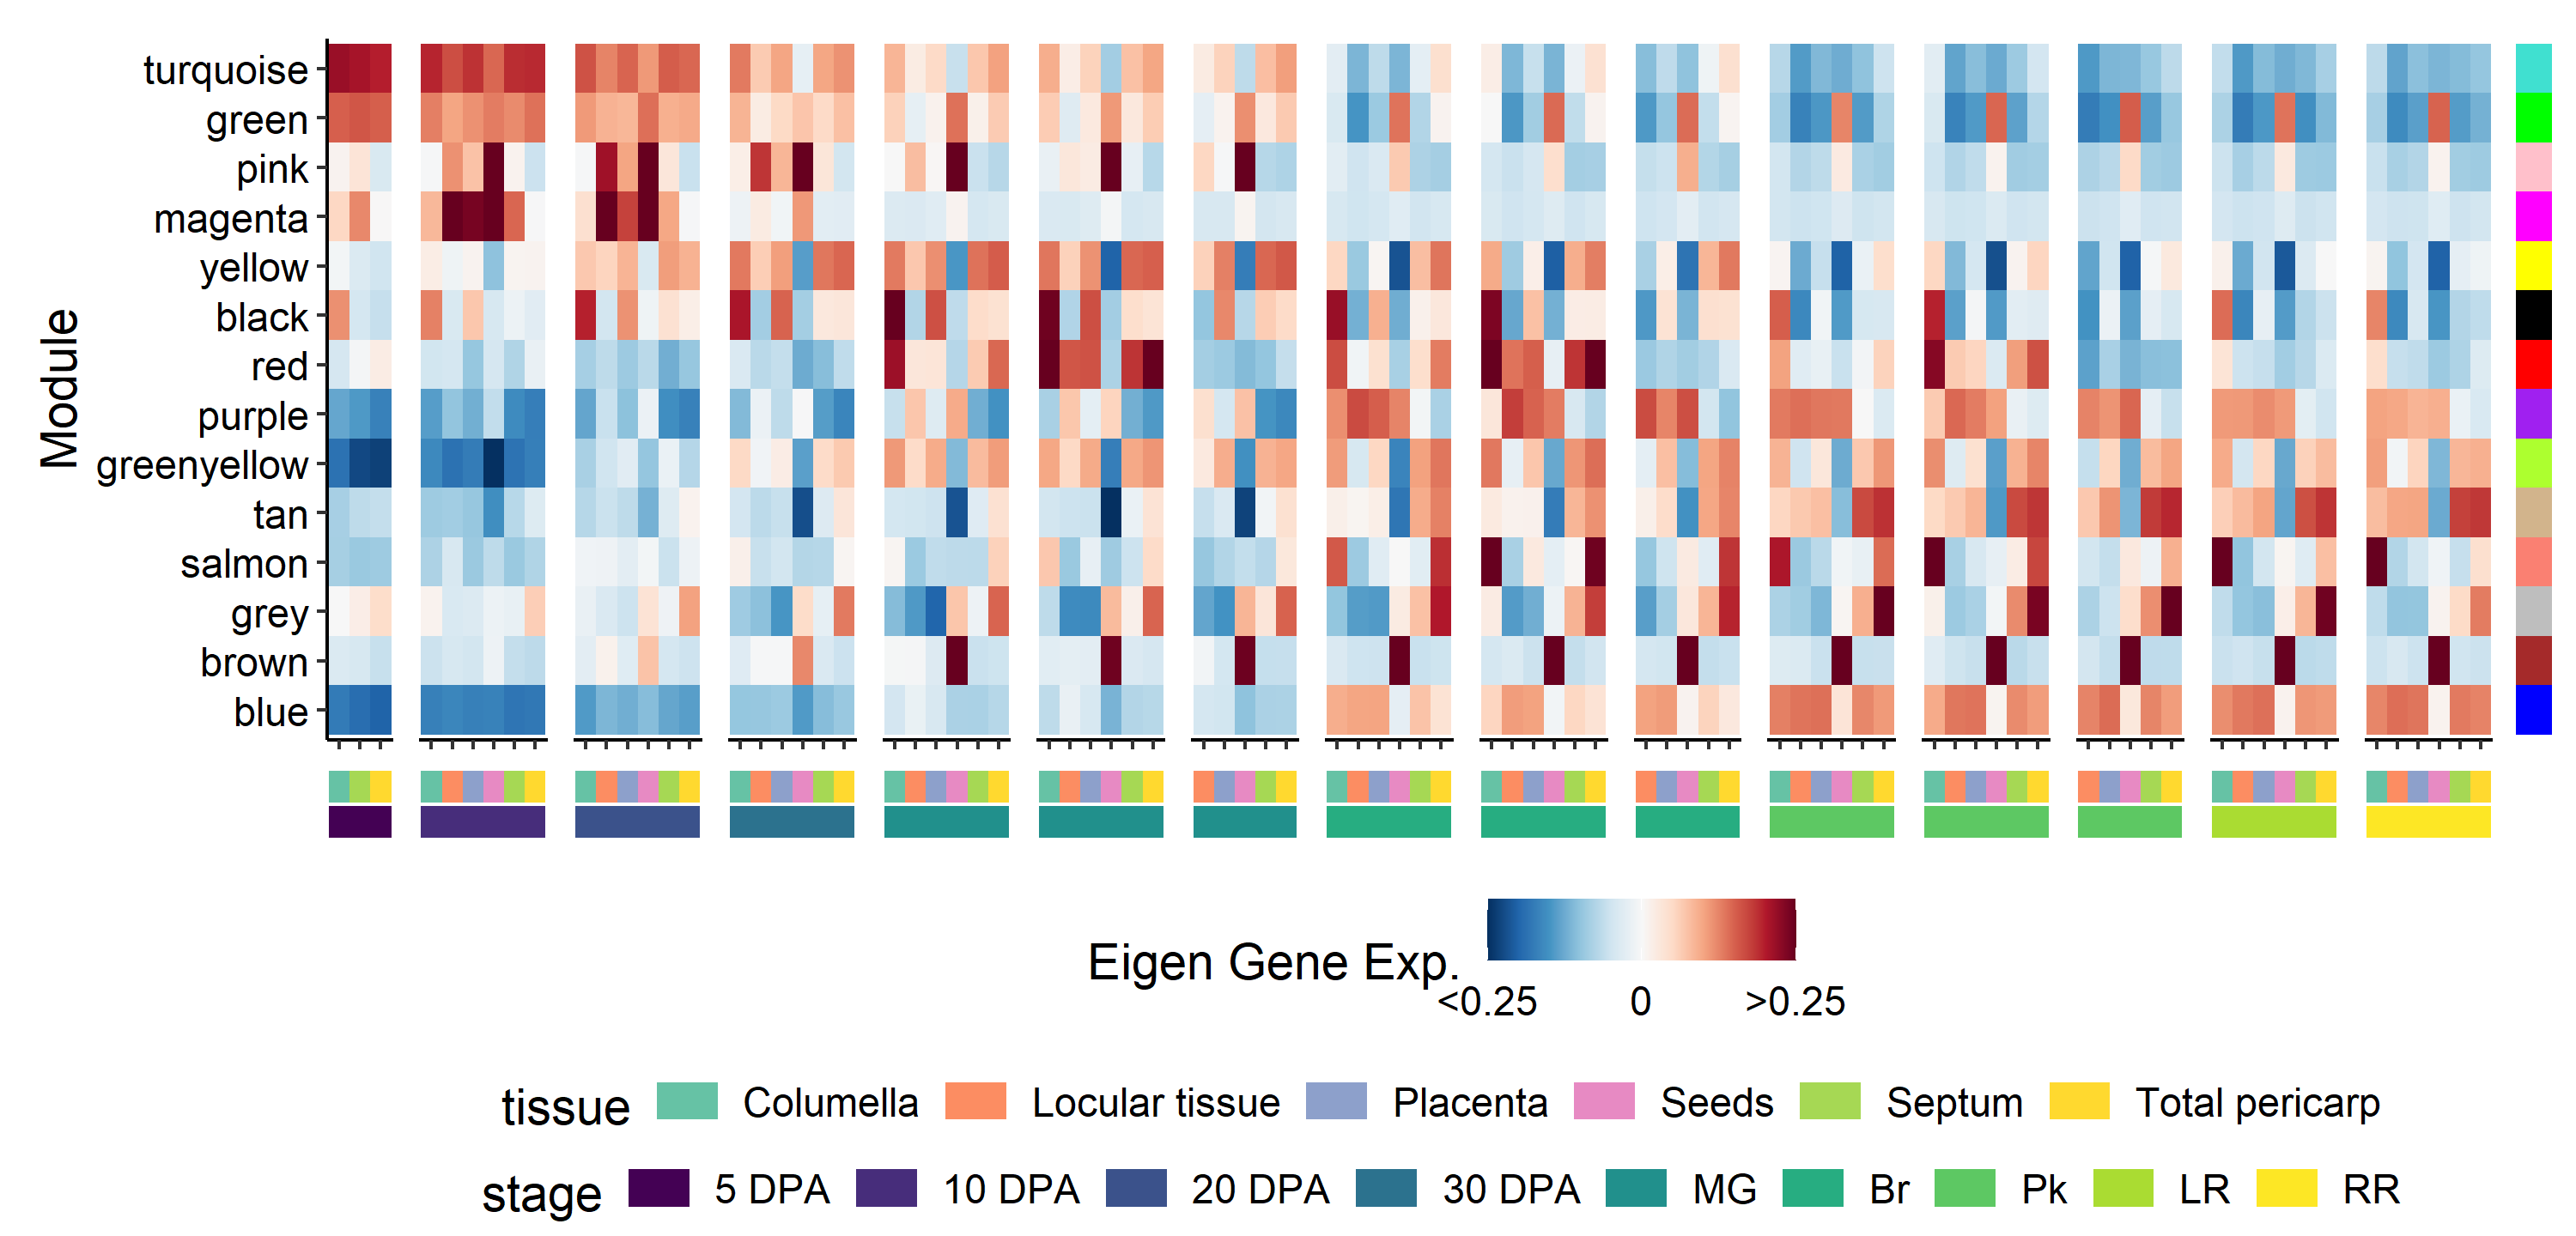 Module
turquoise
green
pink
magenta
yellow
black
red
purple
greenyellow
tan
salmon
grey
brown
blue
Eigen Gene Exp.
<0.25 0 >0.25
tissue Columella Locular tissue Placenta Seeds Septum Total pericarp
stage 5 DPA 10 DPA 20 DPA 30 DPA MG Br Pk LR RR